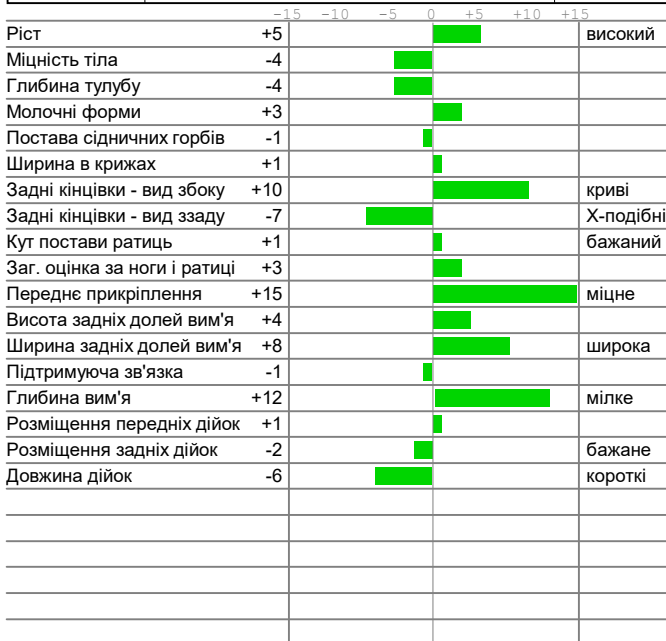 -15 -10 -5 0 +5 +10 +15
Ріст +5 високий
Міцність тіла -4
Глибина тулубу -4
Молочні форми +3
Постава сідничних горбів -1
Ширина в крижах +1
Задні кінцівки - вид збоку +10 криві
Задні кінцівки - вид ззаду -7 Х-подібні
Кут постави ратиць +1 бажаний
Заг. оцінка за ноги і ратиці +3
Переднє прикріплення +15 міцне
Висота задніх долей вим'я +4
Ширина задніх долей вим'я +8 широка
Підтримуюча зв'язка -1
Глибина вим'я +12 мілке
Розміщення передніх дійок +1
Розміщення задніх дійок -2 бажане
Довжина дійок -6 короткі